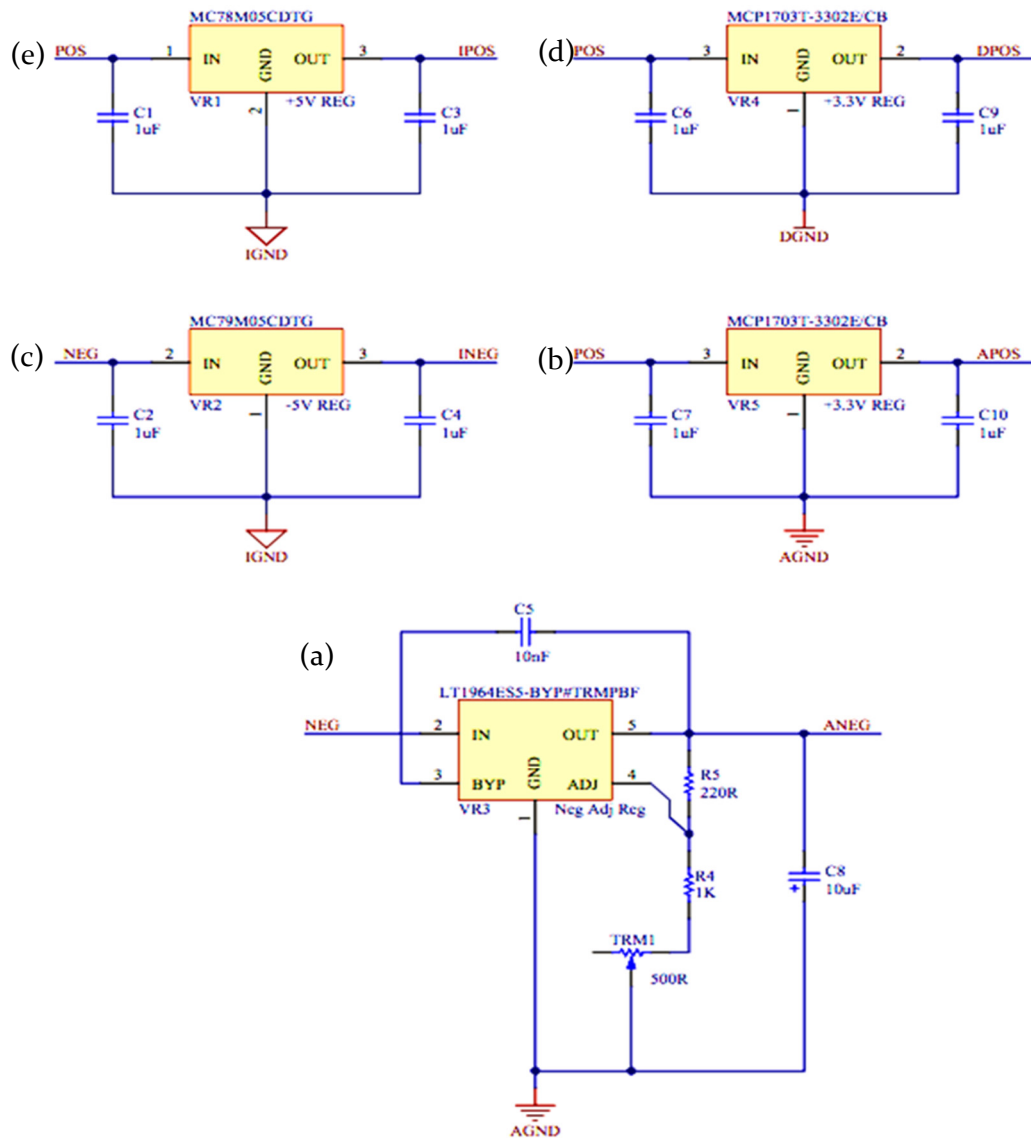 (e)
MC78M05CDTG
POS
1
IN
GND
OUT
3
IPOS
VR1
2
+5V REG
C1
1uF
C3
1uF
IGND
(d)
MCP1703T-3302E/CB
POS
3
IN
GND
OUT
2
DPOS
VR4
1
+3.3V REG
C6
1uF
C9
1uF
DGND
(c)
MC79M05CDTG
NEG
2
IN
GND
OUT
3
INEG
VR2
1
-5V REG
C2
1uF
C4
1uF
IGND
(b)
MCP1703T-3302E/CB
POS
3
IN
GND
OUT
2
APOS
VR5
1
+3.3V REG
C7
1uF
C10
1uF
AGND
(a)
C5
10nF
LT1964ES5-BYP#TRMPBF
NEG
2
IN
OUT
5
ANEG
3
BYP
GND
ADJ
4
VR3
1
Neg Adj Reg
R5
220R
R4
1K
C8
10uF
+
TRM1
500R
AGND